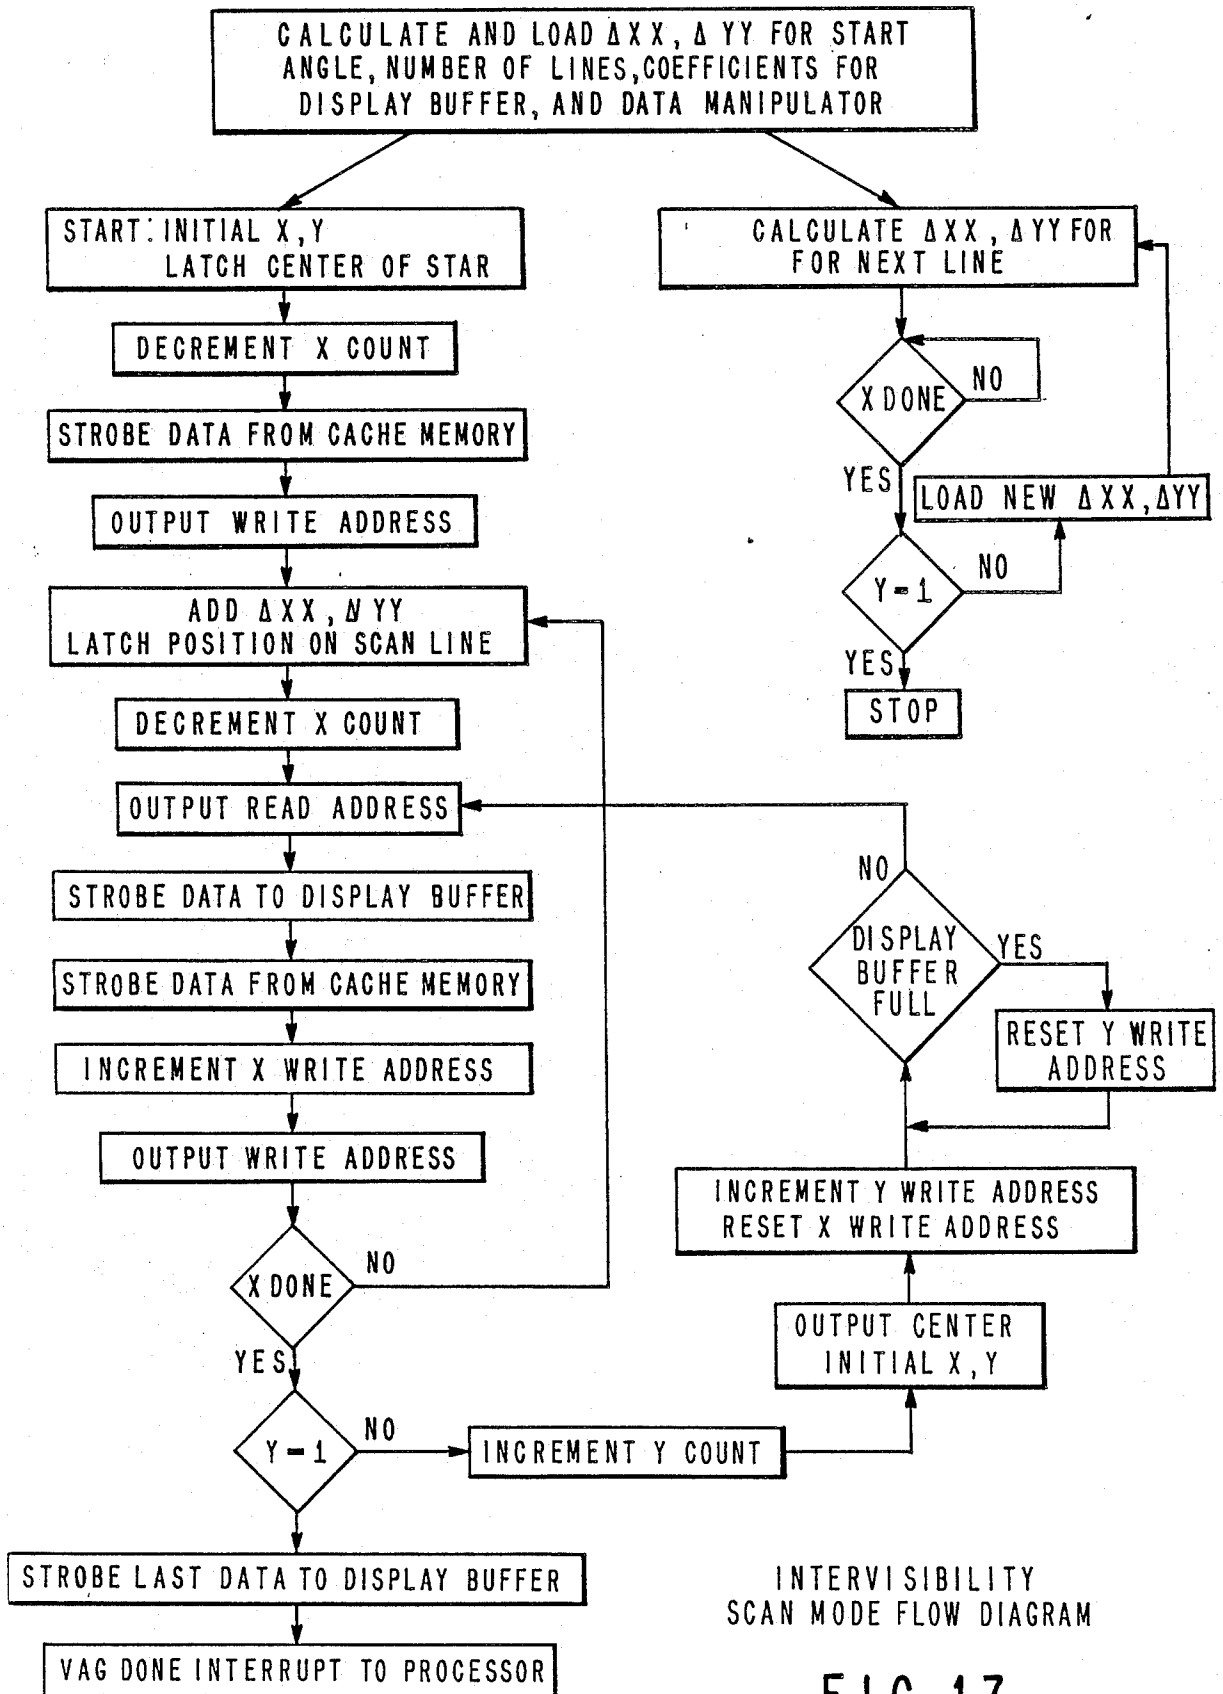 CALCULATE AND LOAD ΔXX, ΔYY FOR START
ANGLE, NUMBER OF LINES, COEFFICIENTS FOR
DISPLAY BUFFER, AND DATA MANIPULATOR
START: INITIAL X,Y
LATCH CENTER OF STAR
DECREMENT X COUNT
STROBE DATA FROM CACHE MEMORY
OUTPUT WRITE ADDRESS
ADD ΔXX, ΔYY
LATCH POSITION ON SCAN LINE
DECREMENT X COUNT
OUTPUT READ ADDRESS
STROBE DATA TO DISPLAY BUFFER
STROBE DATA FROM CACHE MEMORY
INCREMENT X WRITE ADDRESS
OUTPUT WRITE ADDRESS
X DONE
NO
YES
Y=1
NO
STROBE LAST DATA TO DISPLAY BUFFER
VAG DONE INTERRUPT TO PROCESSOR
INCREMENT Y COUNT
OUTPUT CENTER
INITIAL X,Y
INCREMENT Y WRITE ADDRESS
RESET X WRITE ADDRESS
DISPLAY
BUFFER
FULL
NO
YES
RESET Y WRITE
ADDRESS
CALCULATE ΔXX, ΔYY FOR
FOR NEXT LINE
X DONE
NO
YES
LOAD NEW ΔXX, ΔYY
Y=1
NO
YES
STOP
INTERVISIBILITY
SCAN MODE FLOW DIAGRAM
FIG 17